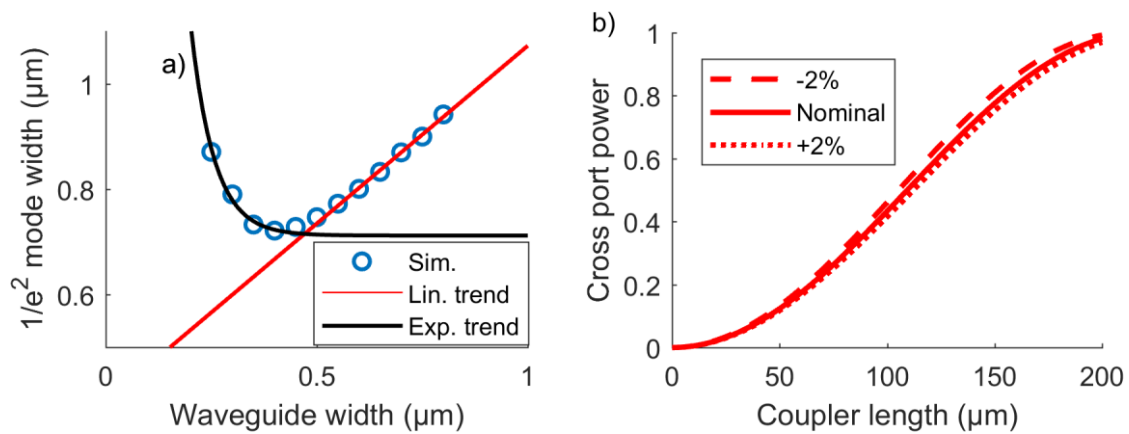 a)
1
0.8
0.6
1/e² mode width (µm)
0
0.5
1
Waveguide width (µm)
Sim.
Lin. trend
Exp. trend
b)
1
0.8
0.6
0.4
0.2
0
Cross port power
0
50
100
150
200
Coupler length (µm)
-2%
Nominal
+2%